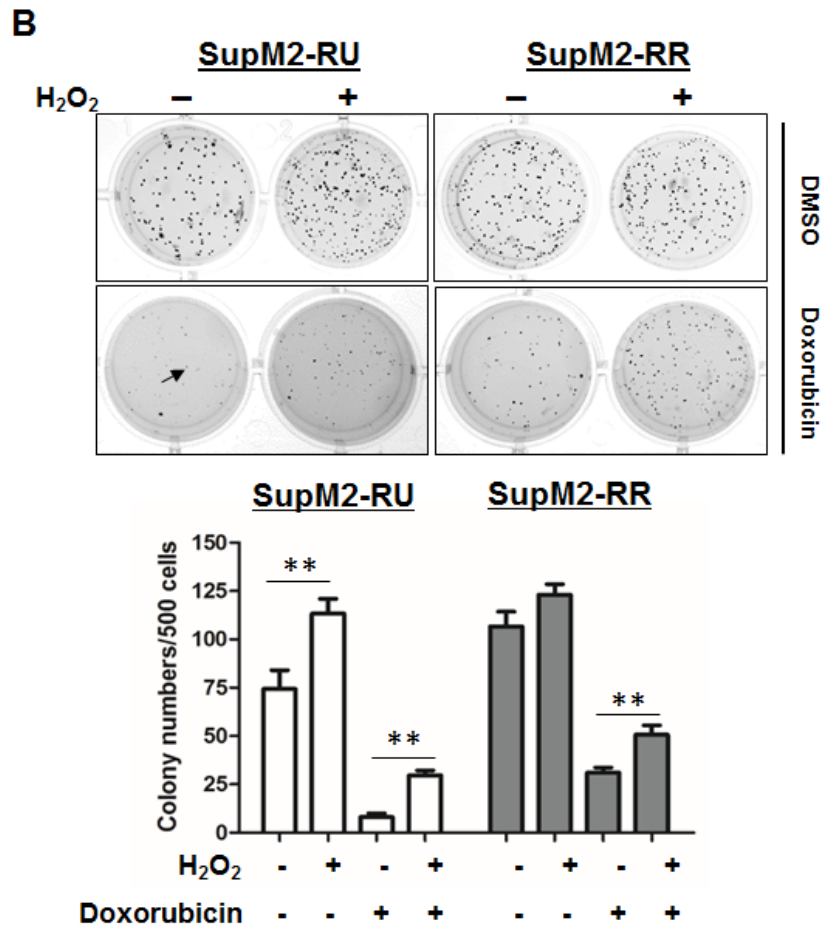 B
SupM2-RU SupM2-RR
H₂O₂ – + – +
DMSO
Doxorubicin
SupM2-RU SupM2-RR
Colony numbers/500 cells
150
125
100
75
50
25
0
** ** **
H₂O₂ - + - + - + - +
Doxorubicin - - + + - - + +